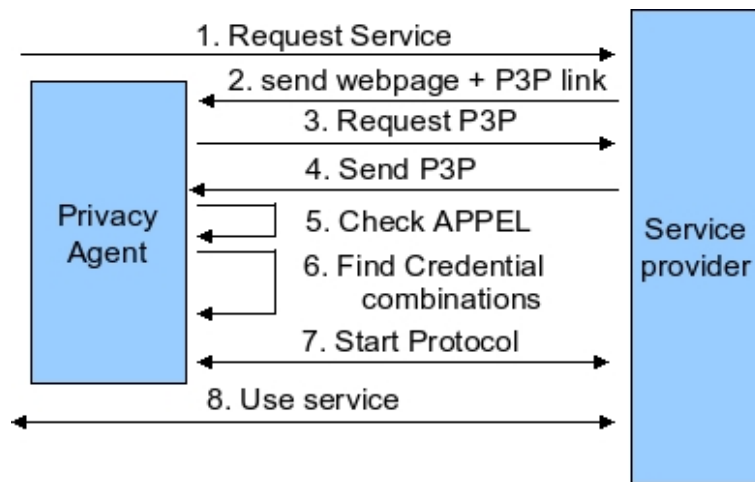 1. Request Service
2. send webpage + P3P link
3. Request P3P
4. Send P3P
Privacy
Agent
5. Check APPEL
6. Find Credential
combinations
Service
provider
7. Start Protocol
8. Use service